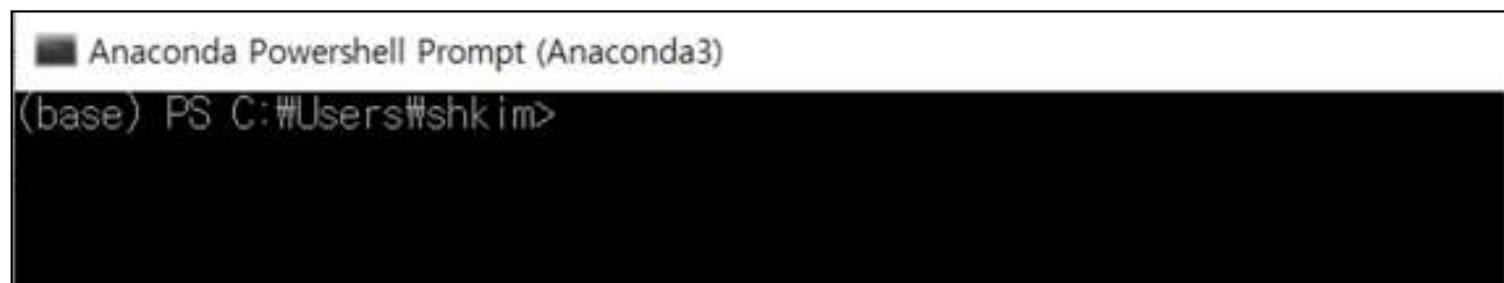 Anaconda Powershell Prompt (Anaconda3)
(base) PS C:₩Users₩shkim>